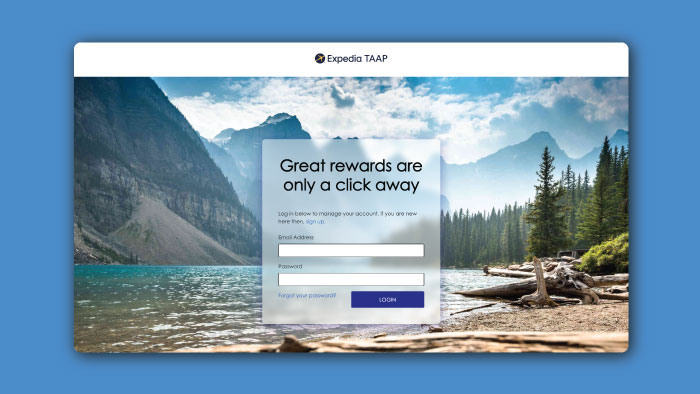 Expedia TAAP
Great rewards are
only a click away
Log in below to manage your account. If you are new
here then, sign up.
Email Address
Password
Forgot your password?
LOGIN